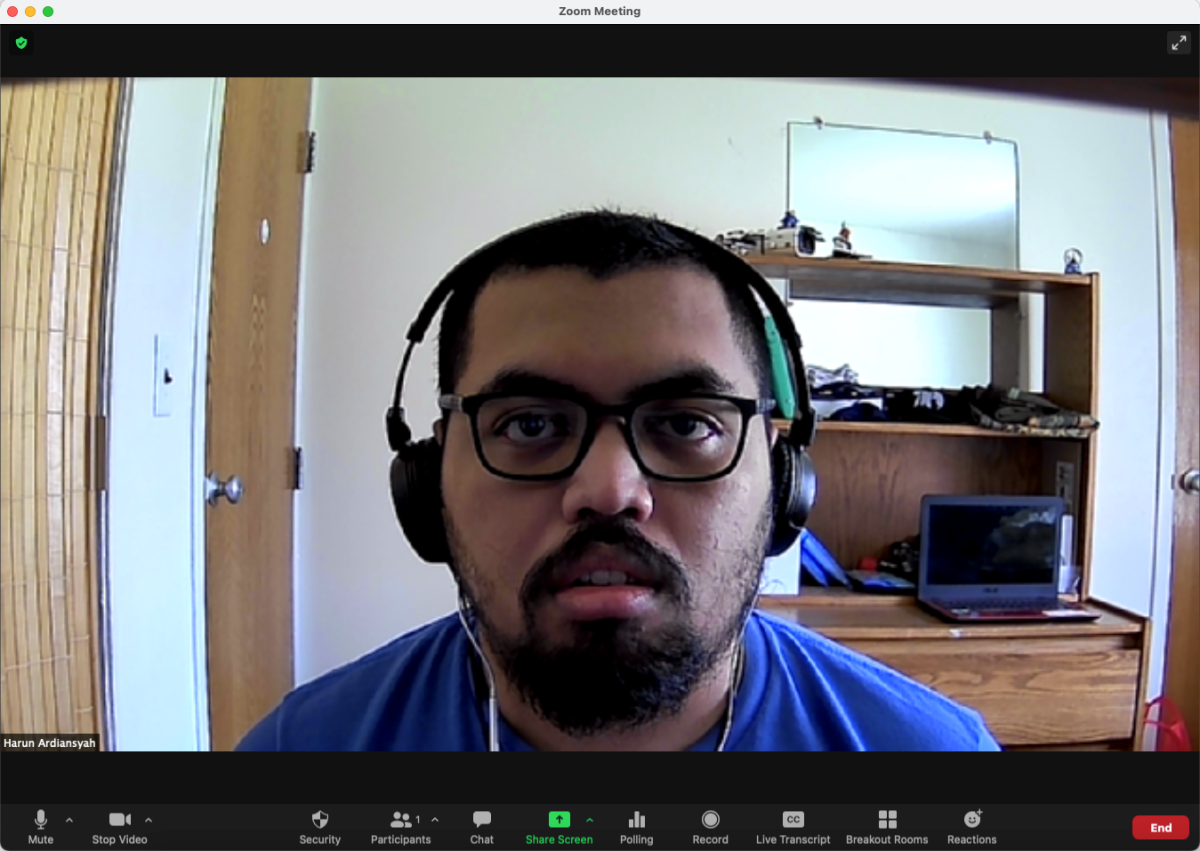 Zoom Meeting
Harun Ardiansyah
Mute
Stop Video
Security
1
Participants
Chat
Share Screen
Polling
Record
CC
Live Transcript
Breakout Rooms
Reactions
End